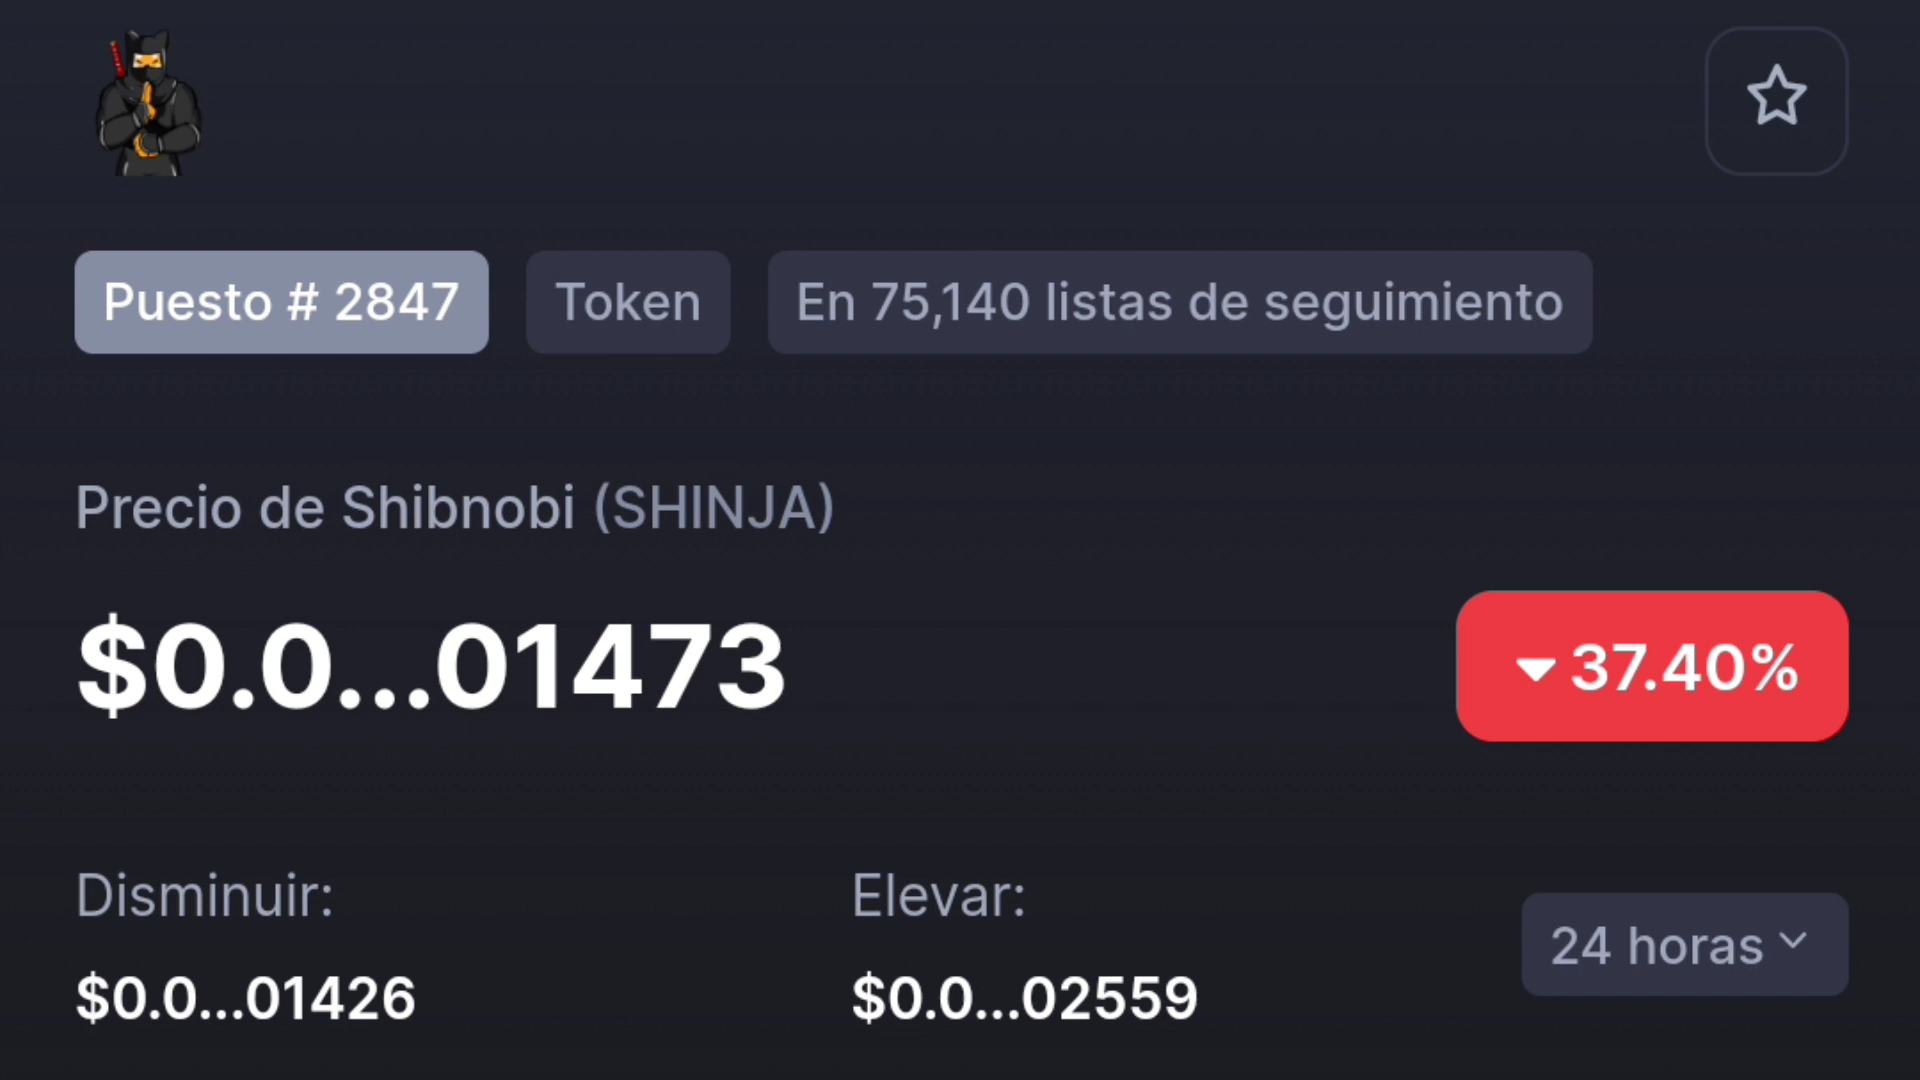 Puesto # 2847 Token En 75,140 listas de seguimiento
Precio de Shibnobi (SHINJA)
$0.0...01473 37.40%
Disminuir: Elevar:
24 horas
$0.0...01426 $0.0...02559